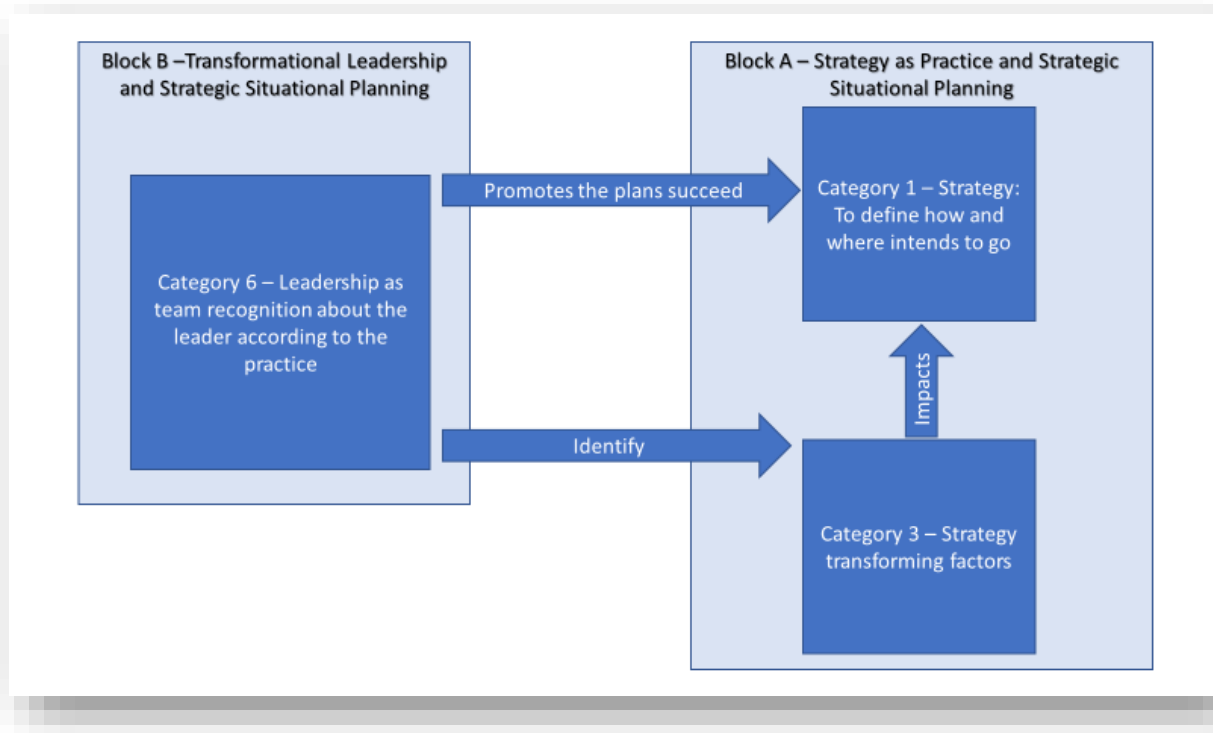 Block B –Transformational Leadership
and Strategic Situational Planning
Category 6 – Leadership as
team recognition about the
leader according to the
practice
Promotes the plans succeed
Identify
Block A – Strategy as Practice and Strategic
Situational Planning
Category 1 – Strategy:
To define how and
where intends to go
Impacts
Category 3 – Strategy
transforming factors